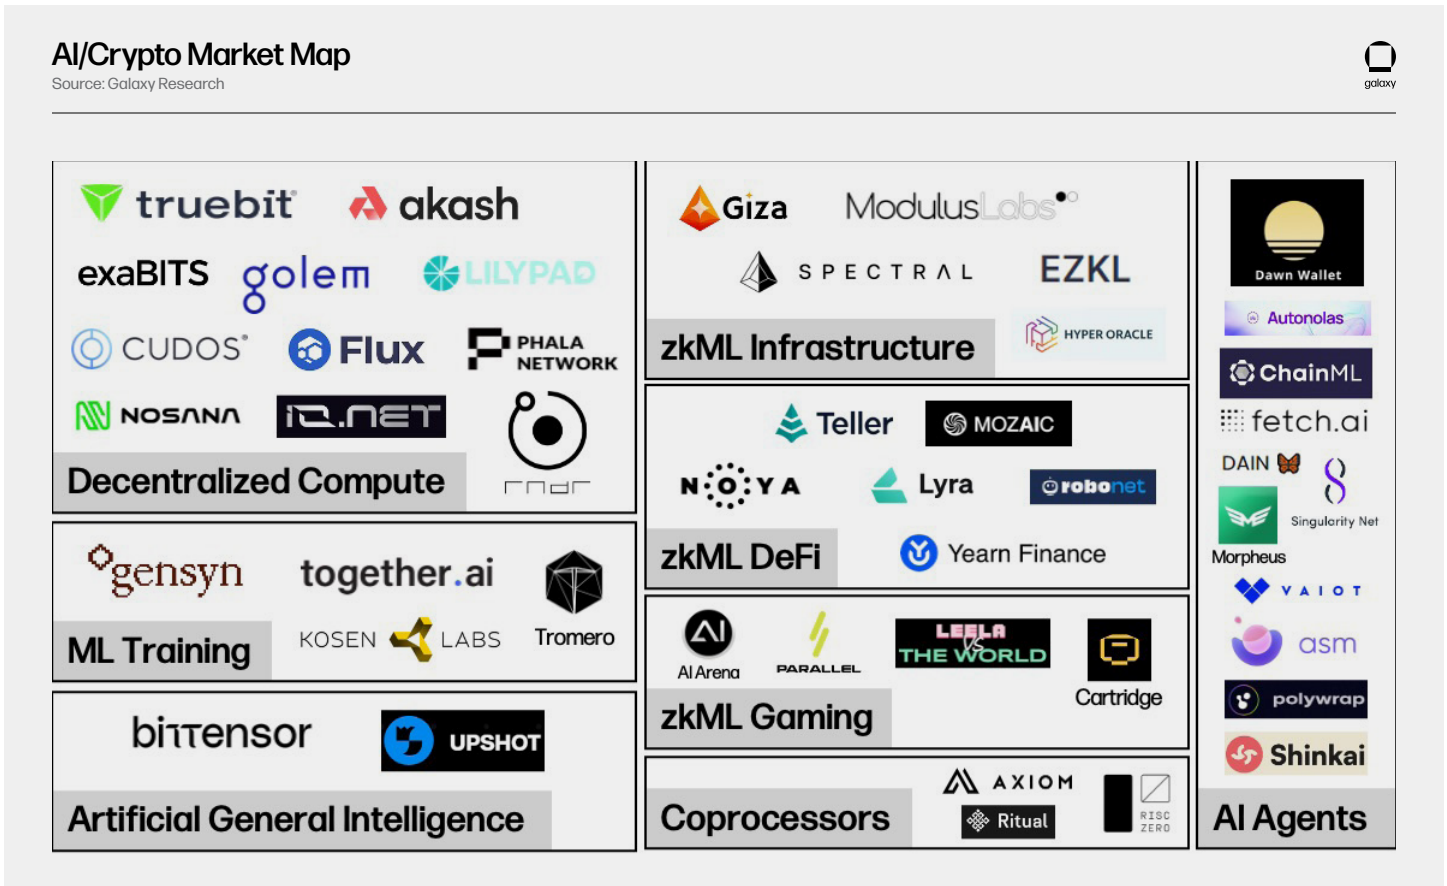 AI/Crypto Market Map
Source: Galaxy Research
galaxy
truebit
akash
exaBITS
golem
LILYPAD
CUDOS
Flux
PHALA
NETWORK
NOSANA
io.net
rndr
Decentralized Compute
gensyn
together.ai
KOSEN LABS
Tromero
ML Training
bittensor
UPSHOT
Artificial General Intelligence
Giza
ModulusLabs
SPECTRAL
EZKL
HYPER ORACLE
zkML Infrastructure
Teller
MOZAIC
NOYA
Lyra
robonet
Yearn Finance
zkML DeFi
AI
AI Arena
PARALLEL
LEELA
VS
THE WORLD
Cartridge
zkML Gaming
AXIOM
Ritual
RISC
ZERO
Coprocessors
Dawn Wallet
Autonolas
ChainML
fetch.ai
DAIN
Singularity Net
Morpheus
VAIOT
asm
polywrap
Shinkai
AI Agents